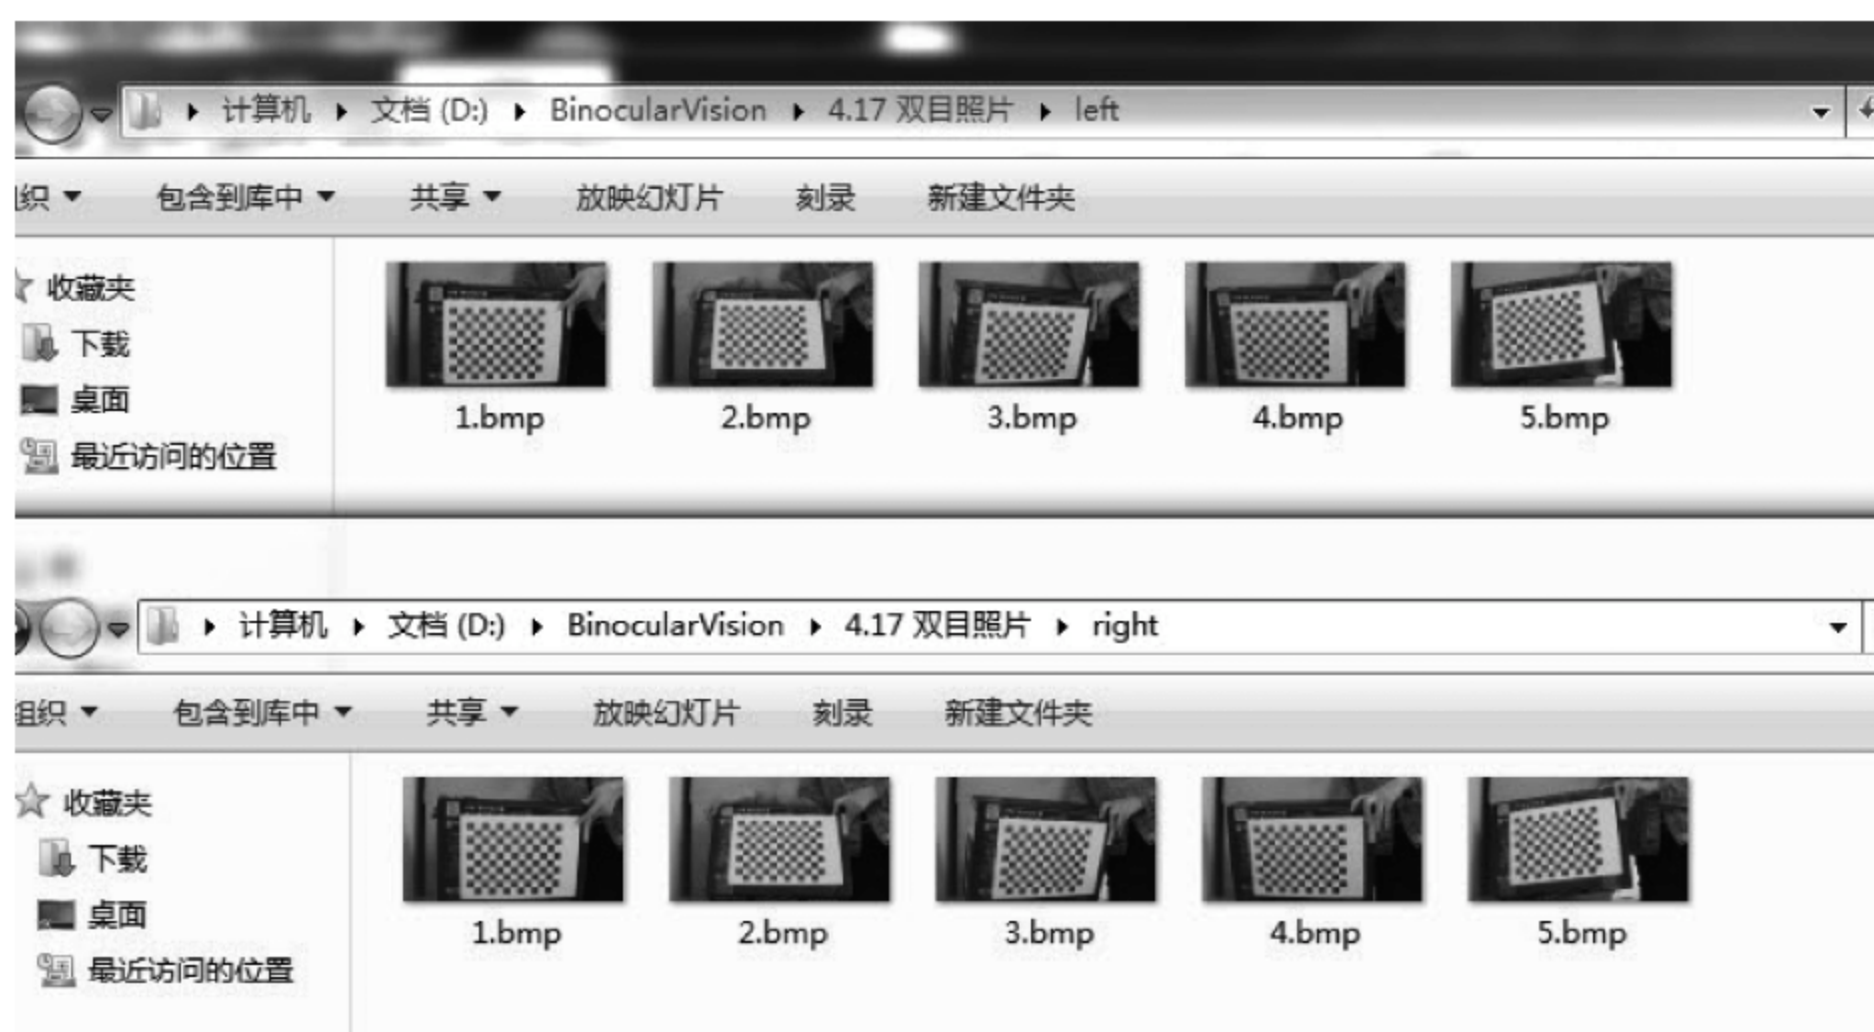 计算机 文档 (D:) BinocularVision 4.17 双目照片 left
织 包含到库中 共享 放映幻灯片 刻录 新建文件夹
收藏夹
下载
桌面
最近访问的位置
1.bmp 2.bmp 3.bmp 4.bmp 5.bmp
计算机 文档 (D:) BinocularVision 4.17 双目照片 right
组织 包含到库中 共享 放映幻灯片 刻录 新建文件夹
收藏夹
下载
桌面
最近访问的位置
1.bmp 2.bmp 3.bmp 4.bmp 5.bmp